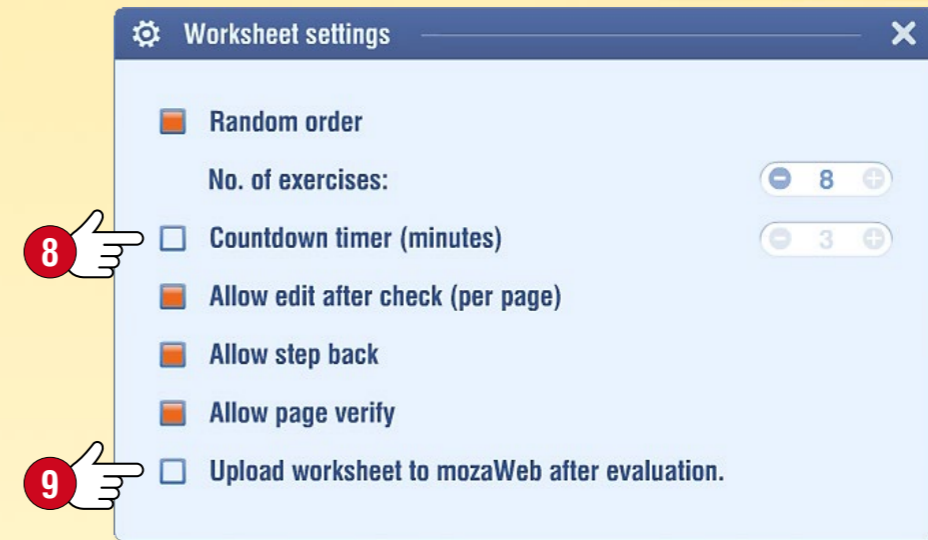 Worksheet settings
Random order
No. of exercises: 8
8 Countdown timer (minutes) 3
Allow edit after check (per page)
Allow step back
Allow page verify
9 Upload worksheet to mozaWeb after evaluation.